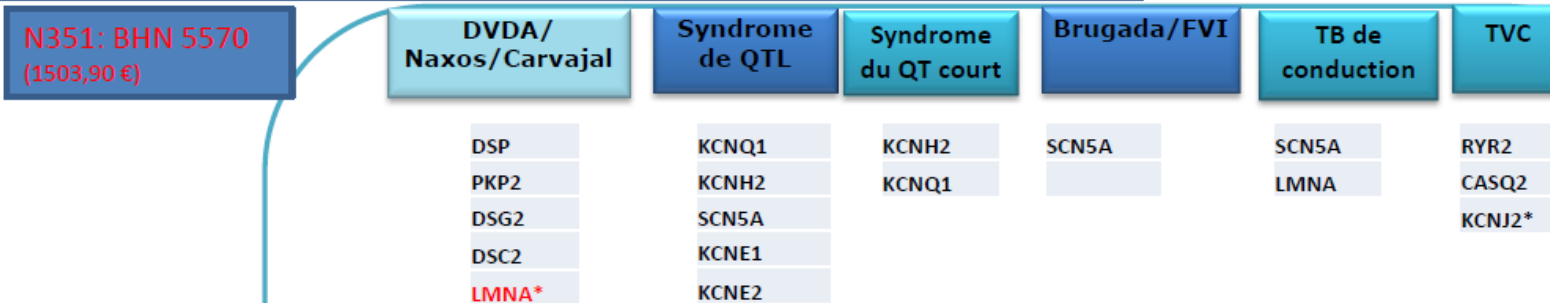 N351: BHN 5570
(1503,90 €)
DVDA/
Naxos/Carvajal
Syndrome
de QTL
Syndrome
du QT court
Brugada/FVI
TB de
conduction
TVC
DSP
PKP2
DSG2
DSC2
LMNA*
KCNQ1
KCNH2
SCN5A
KCNE1
KCNE2
KCNH2
KCNQ1
SCN5A
SCN5A
LMNA
RYR2
CASQ2
KCNJ2*